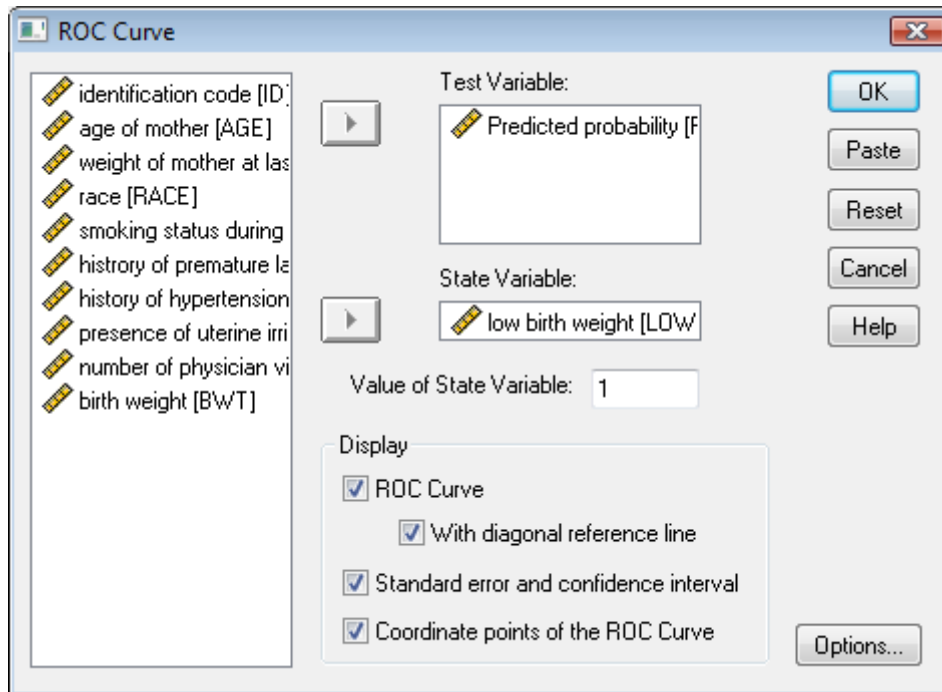 ROC Curve
identification code [ID]
age of mother [AGE]
weight of mother at las
race [RACE]
smoking status during
histrory of premature la
history of hypertension
presence of uterine irri
number of physician vi
birth weight [BWT]
Test Variable:
Predicted probability [F
State Variable:
low birth weight [LOW
Value of State Variable: 1
Display
ROC Curve
With diagonal reference line
Standard error and confidence interval
Coordinate points of the ROC Curve
OK
Paste
Reset
Cancel
Help
Options...